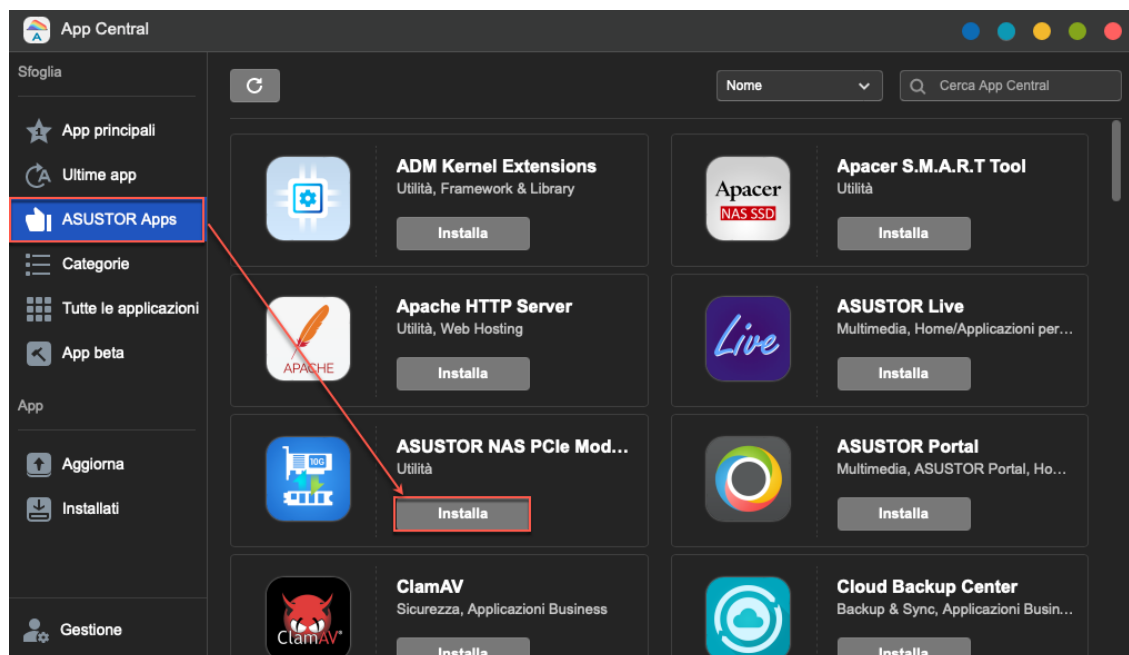 App Central
Sfoglia
App principali
Ultime app
ASUSTOR Apps
Categorie
Tutte le applicazioni
App beta
App
Aggiorna
Installati
Gestione
Nome
Cerca App Central
ADM Kernel Extensions
Utilità, Framework & Library
Installa
Apacer
NAS SSD
Apacer S.M.A.R.T Tool
Utilità
Installa
APACHE
Apache HTTP Server
Utilità, Web Hosting
Installa
Live
ASUSTOR Live
Multimedia, Home/Applicazioni per...
Installa
10G
ASUSTOR NAS PCIe Mod...
Utilità
Installa
ASUSTOR Portal
Multimedia, ASUSTOR Portal, Ho...
Installa
ClamAV
ClamAV
Sicurezza, Applicazioni Business
Installa
Cloud Backup Center
Backup & Sync, Applicazioni Busin...
Installa